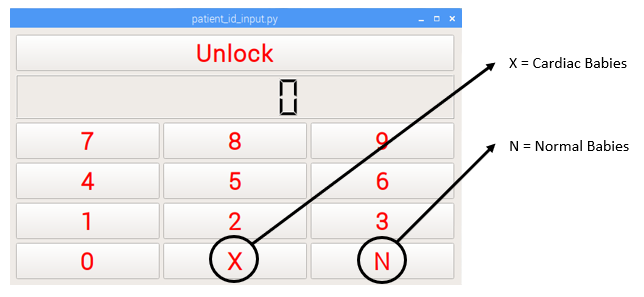 patient_id_input.py
Unlock
0
7 8 9
4 5 6
1 2 3
0 X N
X = Cardiac Babies
N = Normal Babies